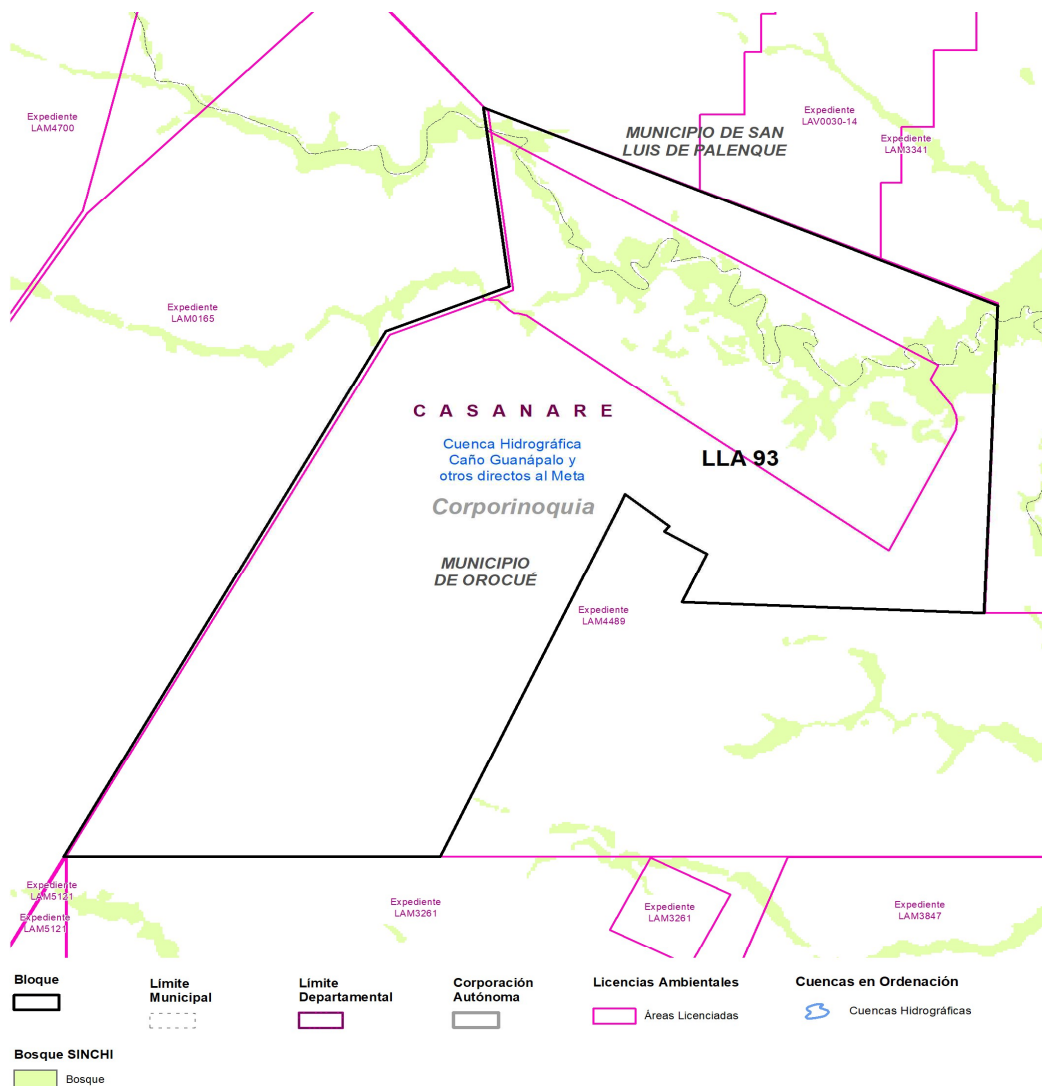 Expediente
LAM4700
MUNICIPIO DE SAN
LUIS DE PALENQUE
Expediente
LAV0030-14
Expediente
LAM3341
Expediente
LAM0165
CASANARE
Cuenca Hidrográfica
Caño Guanápalo y
otros directos al Meta
LLA 93
Corporinoquia
MUNICIPIO
DE OROCUÉ
Expediente
LAM4489
Expediente
LAM5121
Expediente
LAM5121
Expediente
LAM3261
Expediente
LAM3261
Expediente
LAM3847
Bloque
Límite
Municipal
Límite
Departamental
Corporación
Autónoma
Licencias Ambientales
Áreas Licenciadas
Cuencas en Ordenación
Cuencas Hidrográficas
Bosque SINCHI
Bosque